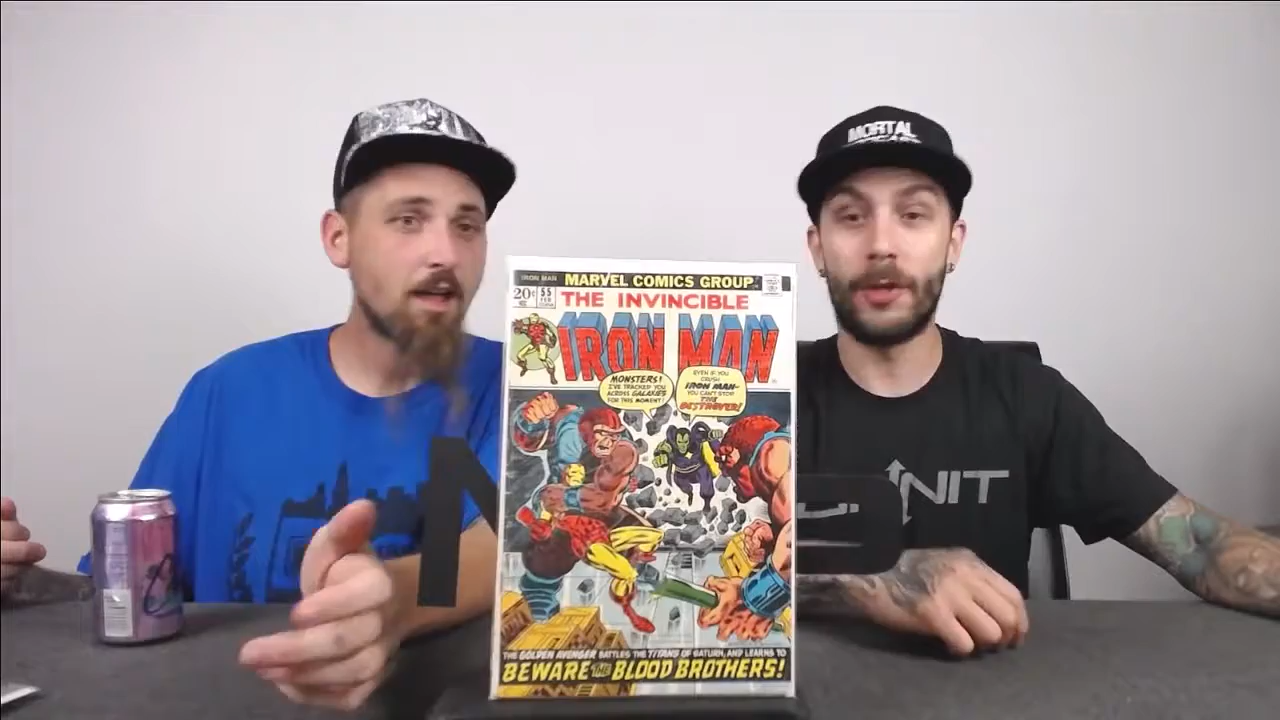 MORTAL
IRON MAN
MARVEL COMICS GROUP
20¢
55
FEB
THE INVINCIBLE
IRON MAN
MONSTERS!
I'VE TRACKED YOU
ACROSS GALAXIES
FOR THIS MOMENT!
EVEN IF YOU
CRUSH
IRON MAN--
YOU CAN'T STOP
THE
DESTROYER!
NIT
THE GOLDEN AVENGER BATTLES THE TITANS OF SATURN, AND LEARNS TO
BEWARE THE BLOOD BROTHERS!